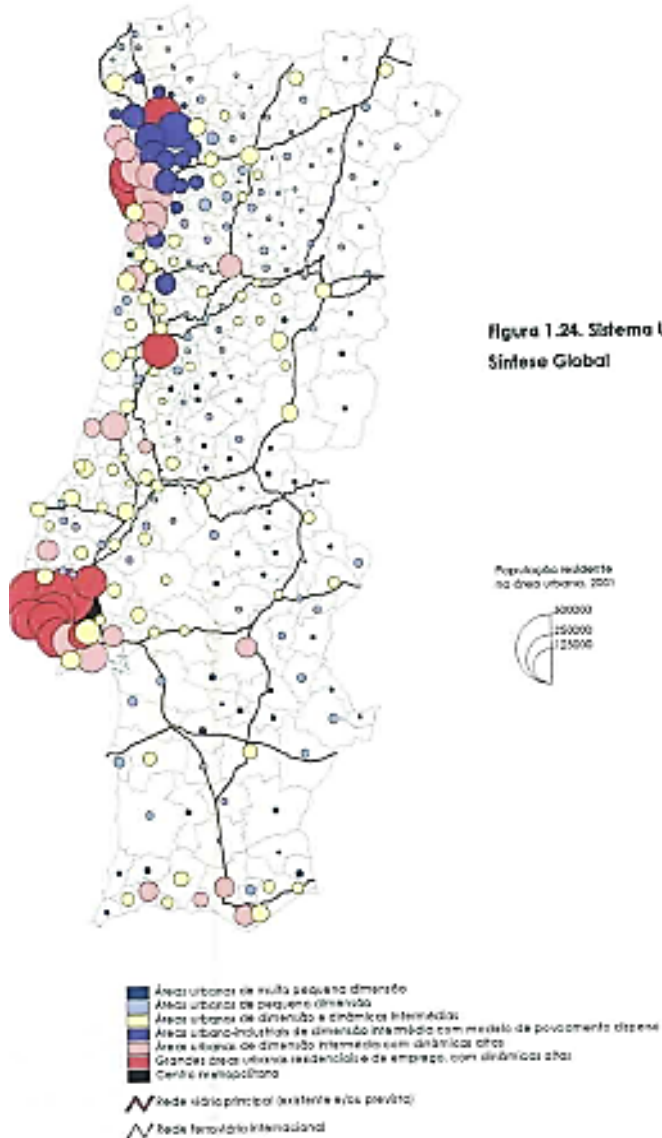 Figura 1.24. Sistema U
Síntese Global
População residente
na área urbana, 2001
500000
250000
125000
Áreas urbanas de muito pequena dimensão
Áreas urbanas de pequena dimensão
Áreas urbanas de dimensão e dinâmicas intermédias
Áreas urbano-industriais de dimensão intermédia com modelo de povoamento disperso
Áreas urbanas de dimensão intermédia com dinâmicas altas
Grandes áreas urbanas residenciais e de emprego, com dinâmicas altas
Centro metropolitano
Rede viária principal (existente e/ou prevista)
Rede ferroviária internacional